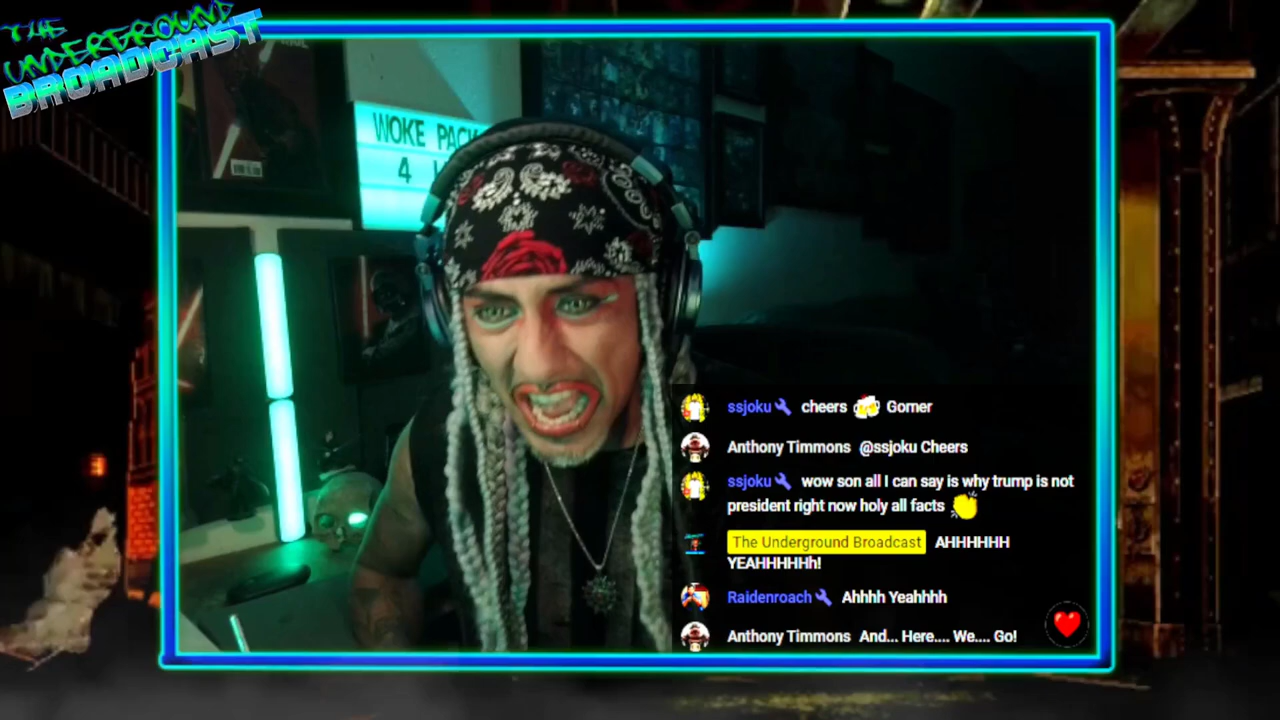 THE
UNDERGROUND
BROADCAST
WOKE PACK
4
ssjoku cheers Gorner
Anthony Timmons @ssjoku Cheers
ssjoku wow son all I can say is why trump is not
president right now holy all facts
The Underground Broadcast AHHHHHH
YEAHHHHHh!
Raidenroach Ahhhh Yeahhhh
Anthony Timmons And... Here.... We.... Go!